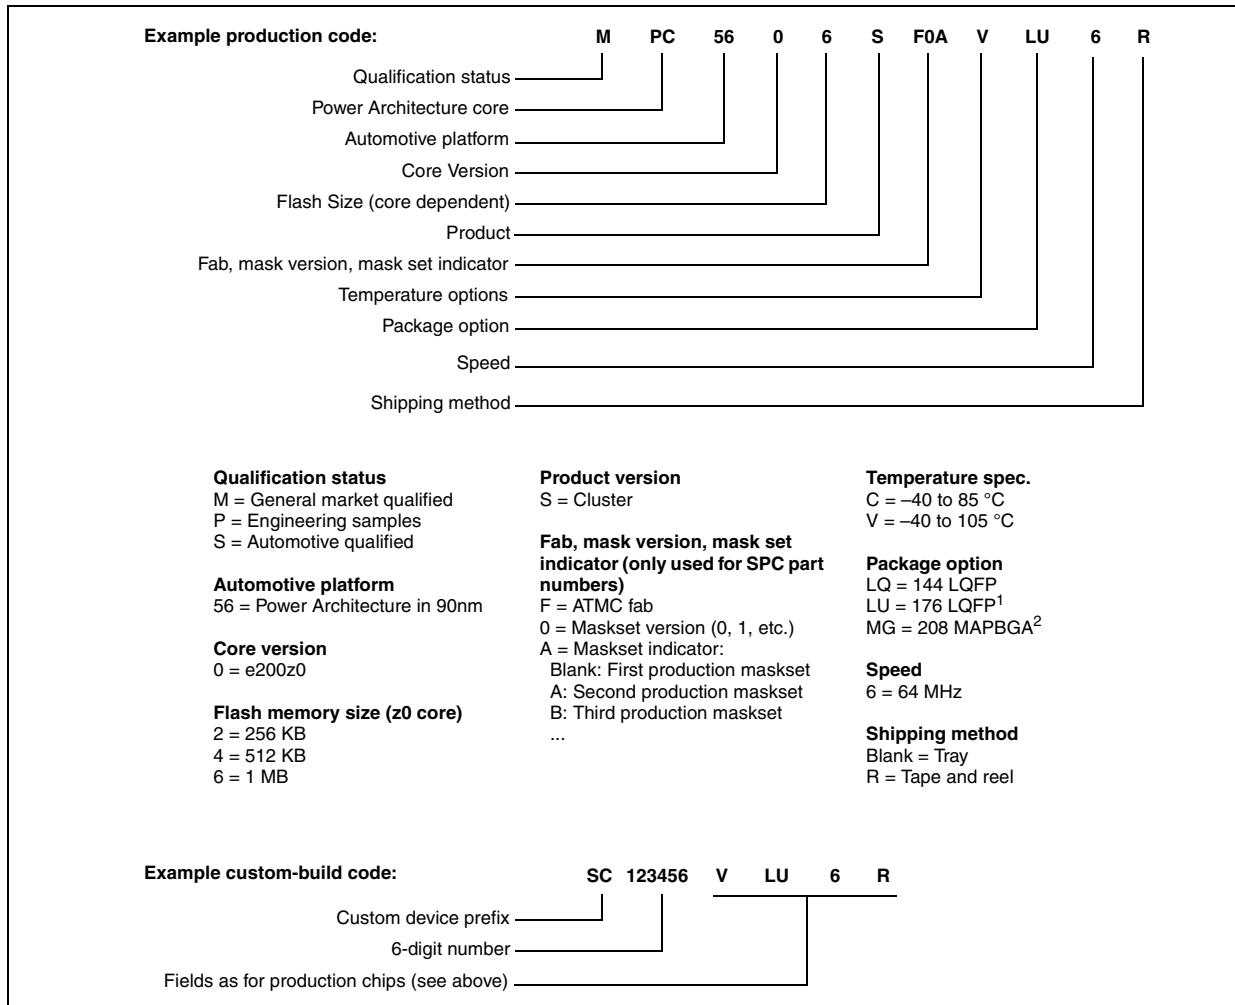 Example production code: M PC 56 0 6 S F0A V LU 6 R
Qualification status
Power Architecture core
Automotive platform
Core Version
Flash Size (core dependent)
Product
Fab, mask version, mask set indicator
Temperature options
Package option
Speed
Shipping method
Qualification status
M = General market qualified
P = Engineering samples
S = Automotive qualified
Automotive platform
56 = Power Architecture in 90nm
Core version
0 = e200z0
Flash memory size (z0 core)
2 = 256 KB
4 = 512 KB
6 = 1 MB
Product version
S = Cluster
Fab, mask version, mask set
indicator (only used for SPC part
numbers)
F = ATMC fab
0 = Maskset version (0, 1, etc.)
A = Maskset indicator:
Blank: First production maskset
A: Second production maskset
B: Third production maskset
...
Temperature spec.
C = –40 to 85 °C
V = –40 to 105 °C
Package option
LQ = 144 LQFP
LU = 176 LQFP1
MG = 208 MAPBGA2
Speed
6 = 64 MHz
Shipping method
Blank = Tray
R = Tape and reel
Example custom-build code: SC 123456 V LU 6 R
Custom device prefix
6-digit number
Fields as for production chips (see above)